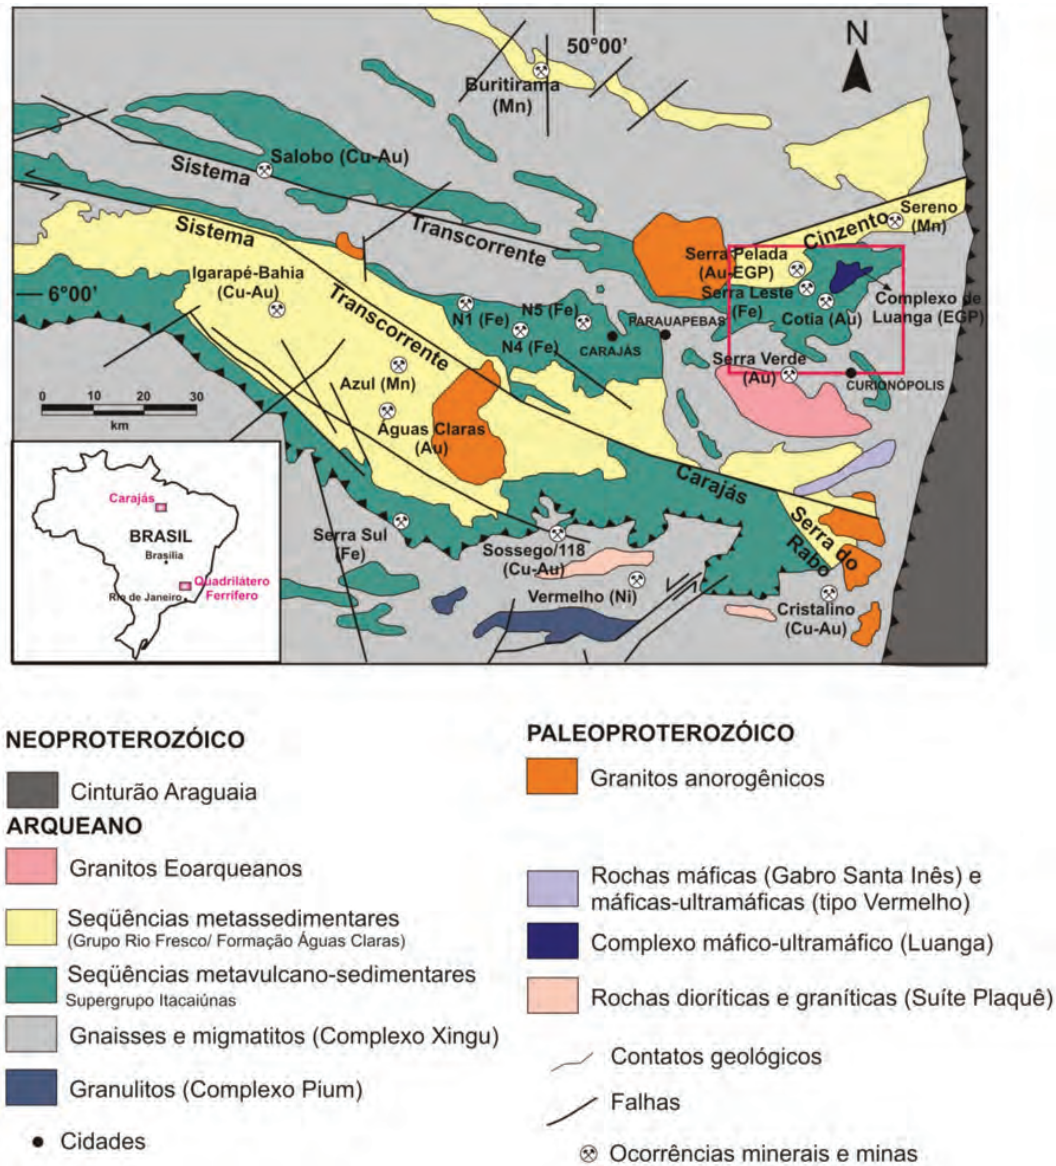 50°00’
N
Buritirama
(Mn)
Salobo (Cu-Au)
Sistema
Transcorrente
Cinzento
Sereno
(Mn)
Sistema
Transcorrente
Carajás
Igarapé-Bahia
(Cu-Au)
6°00’
Serra Pelada
(Au-EGP)
Serra Leste
(Fe)
Cotia (Au)
Complexo de
Luanga (EGP)
N1 (Fe)
N5 (Fe)
N4 (Fe)
CARAJÁS
PARAUAPEBAS
Serra Verde
(Au)
CURIONÓPOLIS
Azul (Mn)
Águas Claras
(Au)
0 10 20 30
km
Serra Sul
(Fe)
Sossego/118
(Cu-Au)
Vermelho (Ni)
Serra do
Rabo
Cristalino
(Cu-Au)
Carajás
BRASIL
Brasília
Quadrilátero
Ferrífero
Rio de Janeiro
NEOPROTEROZÓICO
Cinturão Araguaia
ARQUEANO
Granitos Eoarqueanos
Seqüências metassedimentares
(Grupo Rio Fresco/ Formação Águas Claras)
Seqüências metavulcano-sedimentares
Supergrupo Itacaiúnas
Gnaisses e migmatitos (Complexo Xingu)
Granulitos (Complexo Pium)
Cidades
PALEOPROTEROZÓICO
Granitos anorogênicos
Rochas máficas (Gabro Santa Inês) e
máficas-ultramáficas (tipo Vermelho)
Complexo máfico-ultramáfico (Luanga)
Rochas dioríticas e graníticas (Suíte Plaquê)
Contatos geológicos
Falhas
Ocorrências minerais e minas